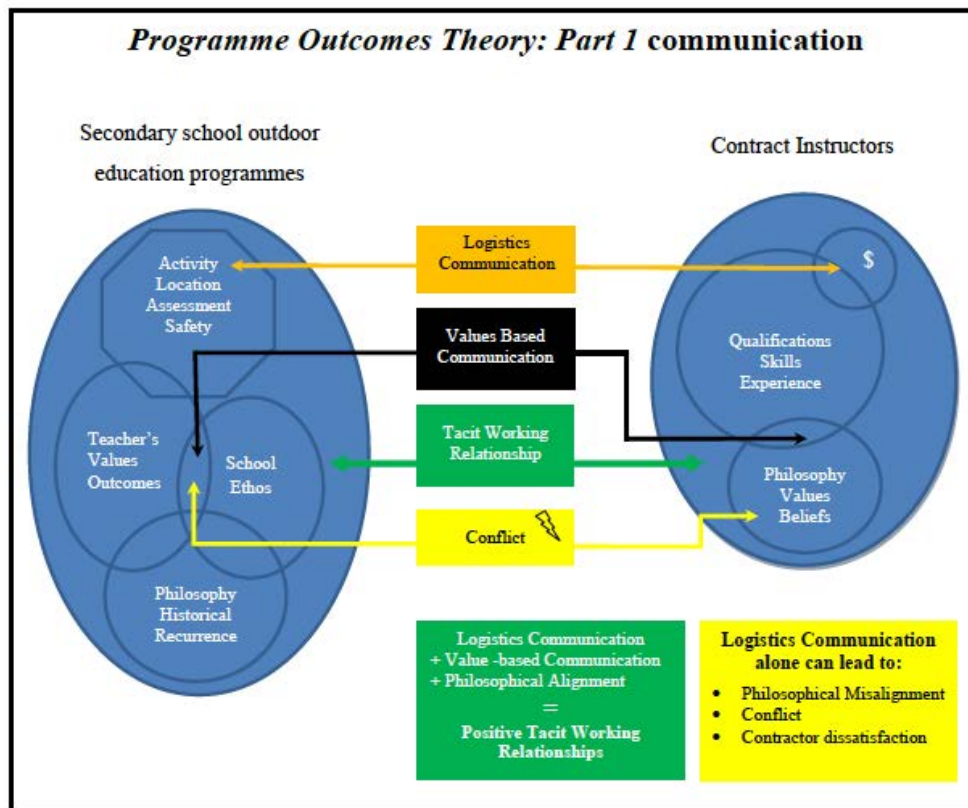 Programme Outcomes Theory: Part 1 communication
Secondary school outdoor
education programmes
Contract Instructors
Activity
Location
Assessment
Safety
Teacher's
Values
Outcomes
School
Ethos
Philosophy
Historical
Recurrence
Logistics
Communication
Values Based
Communication
Tacit Working
Relationship
Conflict
$
Qualifications
Skills
Experience
Philosophy
Values
Beliefs
Logistics Communication
+ Value -based Communication
+ Philosophical Alignment
=
Positive Tacit Working
Relationships
Logistics Communication
alone can lead to:
• Philosophical Misalignment
• Conflict
• Contractor dissatisfaction